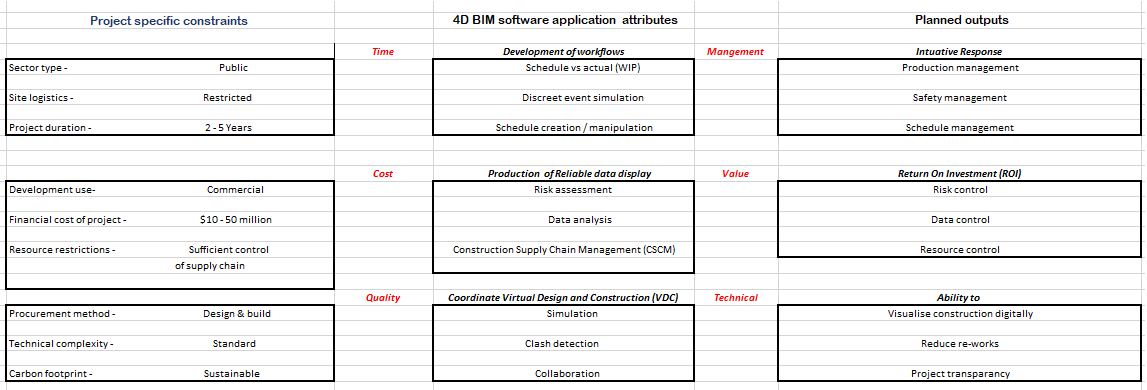 Project specific constraints 4D BIM software application attributes Planned outputs
Time Development of workflows Mangement Intuative Response
Sector type - Public Schedule vs actual (WIP) Production management
Site logistics - Restricted Discreet event simulation Safety management
Project duration - 2 - 5 Years Schedule creation / manipulation Schedule management
Cost Production of Reliable data display Value Return On Investment (ROI)
Development use- Commercial Risk assessment Risk control
Financial cost of project - $10 - 50 million Data analysis Data control
Resource restrictions - Sufficient control Construction Supply Chain Management (CSCM) Resource control
of supply chain
Quality Coordinate Virtual Design and Construction (VDC) Technical Ability to
Procurement method - Design & build Simulation Visualise construction digitally
Technical complexity - Standard Clash detection Reduce re-works
Carbon footprint - Sustainable Collaboration Project transparancy